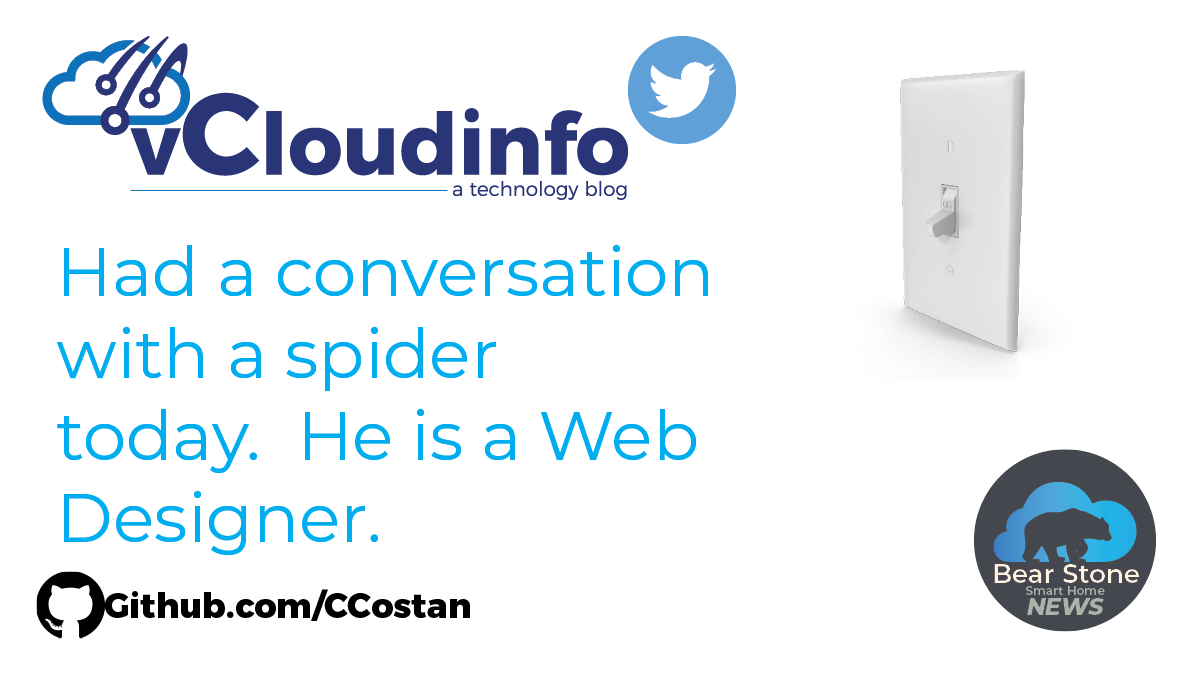 vCloudinfo
a technology blog
Had a conversation
with a spider
today.  He is a Web
Designer.
Github.com/CCostan
OFF
Bear Stone
Smart Home
NEWS